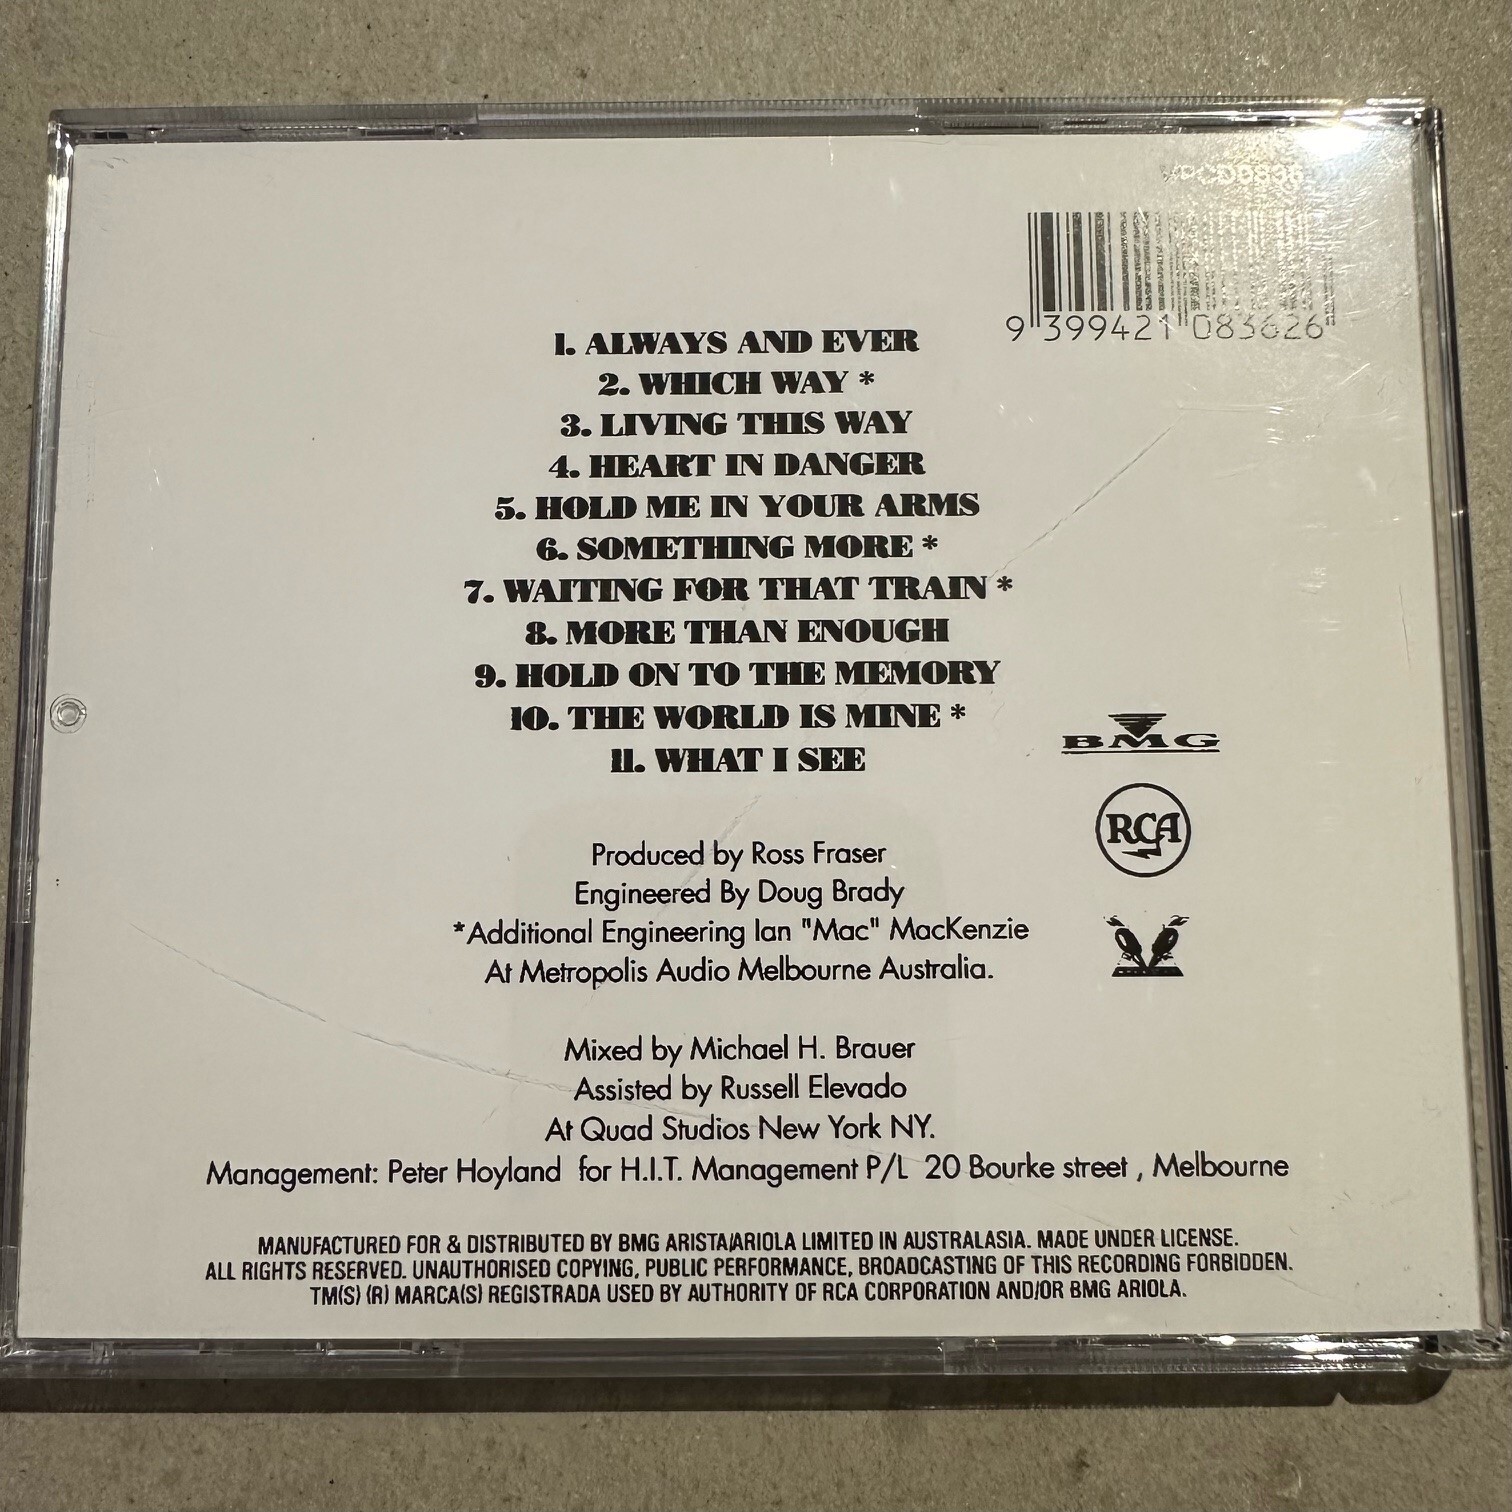 9 399421 083626
1. ALWAYS AND EVER
2. WHICH WAY *
3. LIVING THIS WAY
4. HEART IN DANGER
5. HOLD ME IN YOUR ARMS
6. SOMETHING MORE *
7. WAITING FOR THAT TRAIN *
8. MORE THAN ENOUGH
9. HOLD ON TO THE MEMORY
10. THE WORLD IS MINE *
11. WHAT I SEE
BMG
RCA
Produced by Ross Fraser
Engineered By Doug Brady
*Additional Engineering Ian "Mac" MacKenzie
At Metropolis Audio Melbourne Australia.
Mixed by Michael H. Brauer
Assisted by Russell Elevado
At Quad Studios New York NY.
Management: Peter Hoyland for H.I.T. Management P/L 20 Bourke street , Melbourne
MANUFACTURED FOR & DISTRIBUTED BY BMG ARISTA/ARIOLA LIMITED IN AUSTRALASIA. MADE UNDER LICENSE.
ALL RIGHTS RESERVED. UNAUTHORISED COPYING, PUBLIC PERFORMANCE, BROADCASTING OF THIS RECORDING FORBIDDEN.
TM(S) (R) MARCA(S) REGISTRADA USED BY AUTHORITY OF RCA CORPORATION AND/OR BMG ARIOLA.